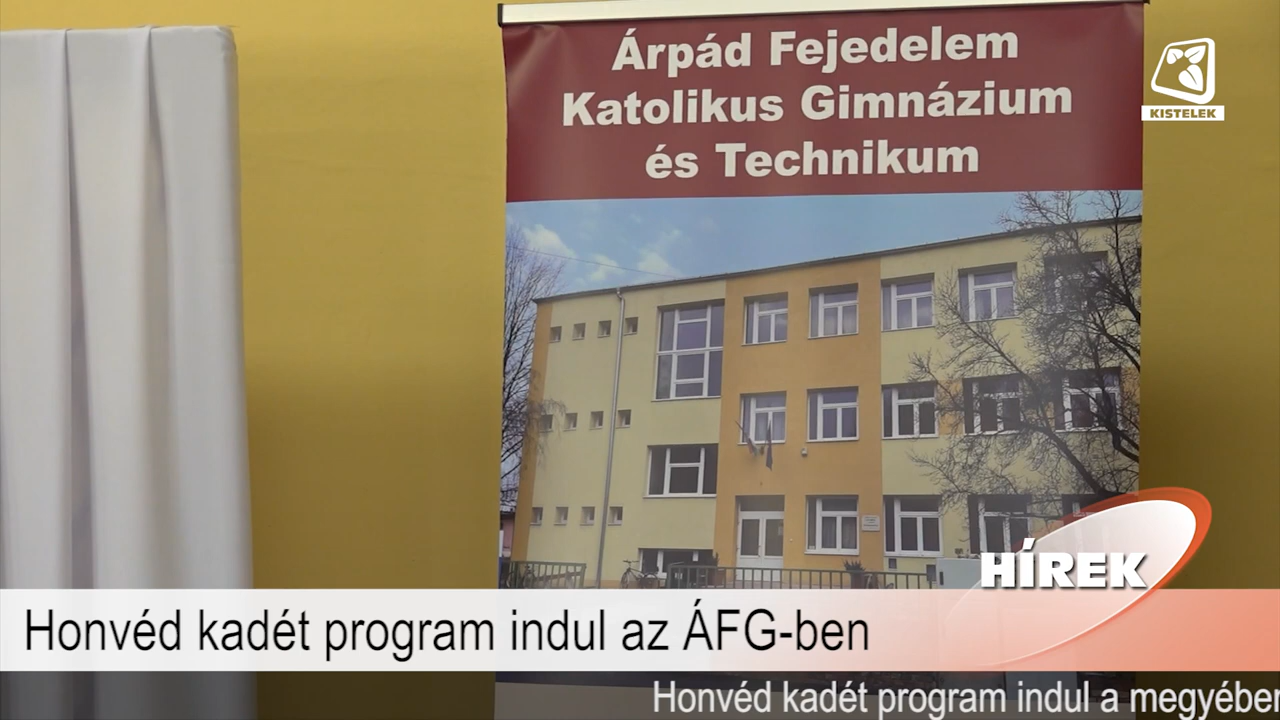 Árpád Fejedelem
Katolikus Gimnázium
és Technikum
KISTELEK
HÍREK
Honvéd kadét program indul az ÁFG-ben
Honvéd kadét program indul a megyében